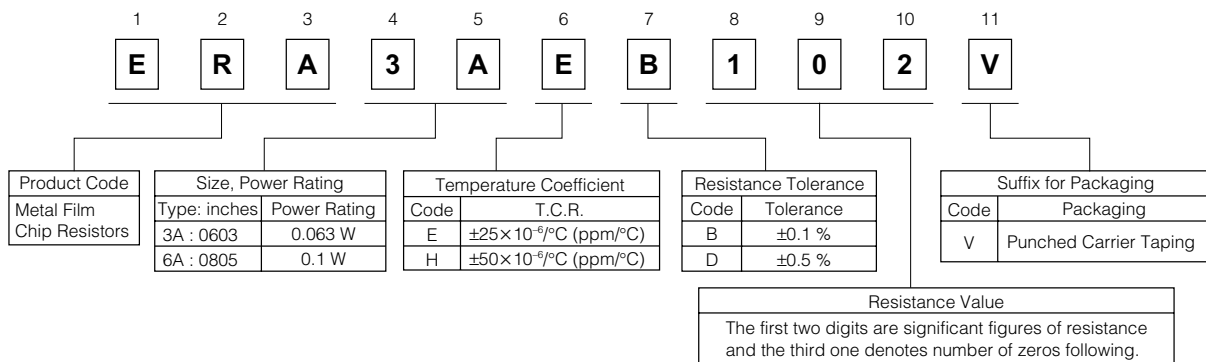 1 2 3 4 5 6 7 8 9 10 11
E R A 3 A E B 1 0 2 V
Product Code
Metal Film
Chip Resistors
Size, Power Rating
Type: inches Power Rating
3A : 0603 0.063 W
6A : 0805 0.1 W
Temperature Coefficient
Code T.C.R.
E ±25×10⁻⁶/°C (ppm/°C)
H ±50×10⁻⁶/°C (ppm/°C)
Resistance Tolerance
Code Tolerance
B ±0.1 %
D ±0.5 %
Suffix for Packaging
Code Packaging
V Punched Carrier Taping
Resistance Value
The first two digits are significant figures of resistance
and the third one denotes number of zeros following.